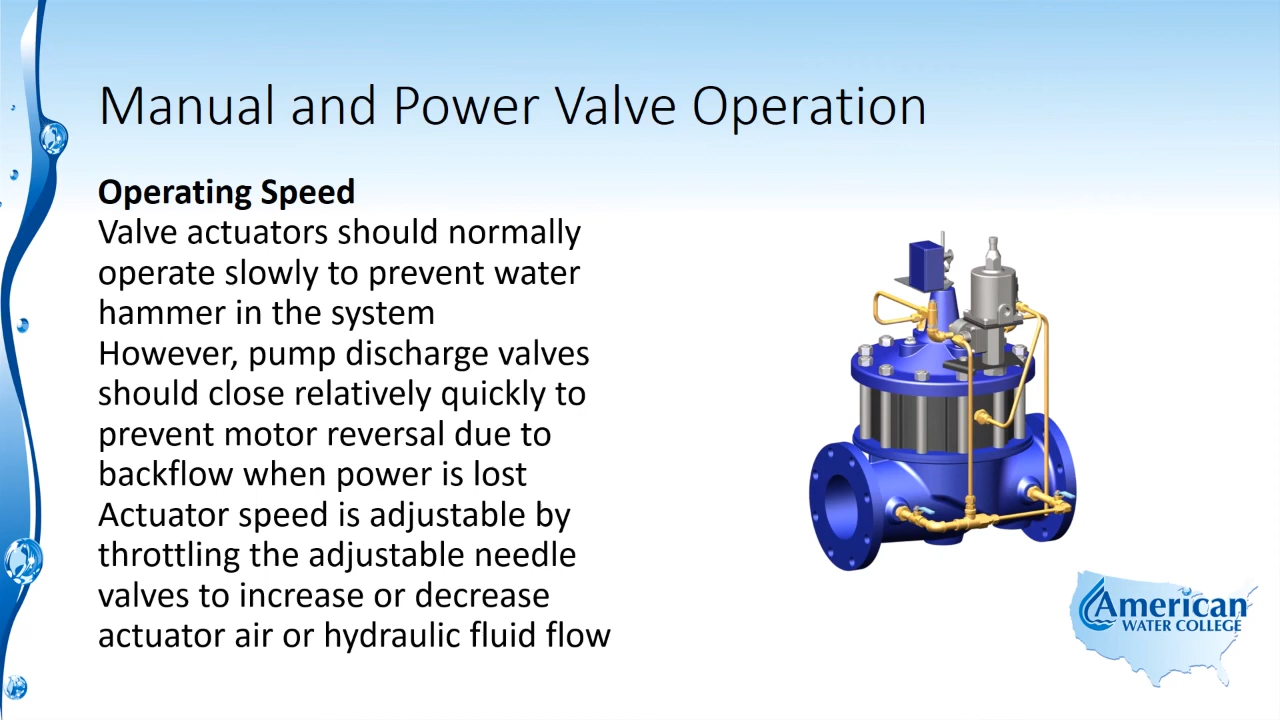 Manual and Power Valve Operation
Operating Speed
Valve actuators should normally
operate slowly to prevent water
hammer in the system
However, pump discharge valves
should close relatively quickly to
prevent motor reversal due to
backflow when power is lost
Actuator speed is adjustable by
throttling the adjustable needle
valves to increase or decrease
actuator air or hydraulic fluid flow
American
WATER COLLEGE